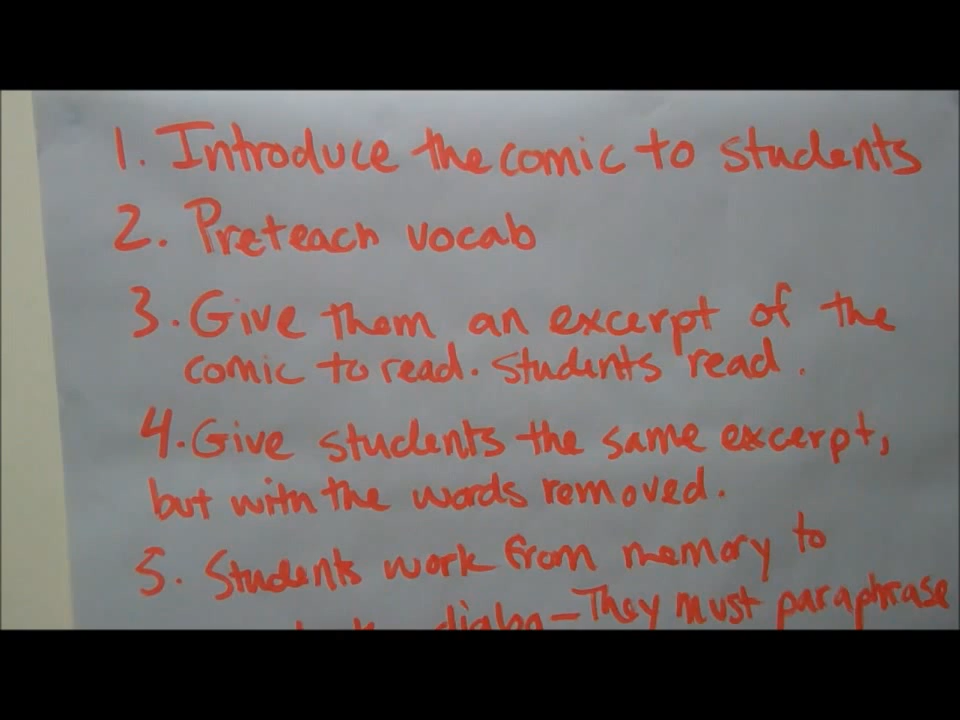 1. Introduce the comic to students
2. Preteach vocab
3. Give them an excerpt of the
comic to read. Students read.
4. Give students the same excerpt,
but with the words removed.
5. Students work from memory to
They must paraphrase